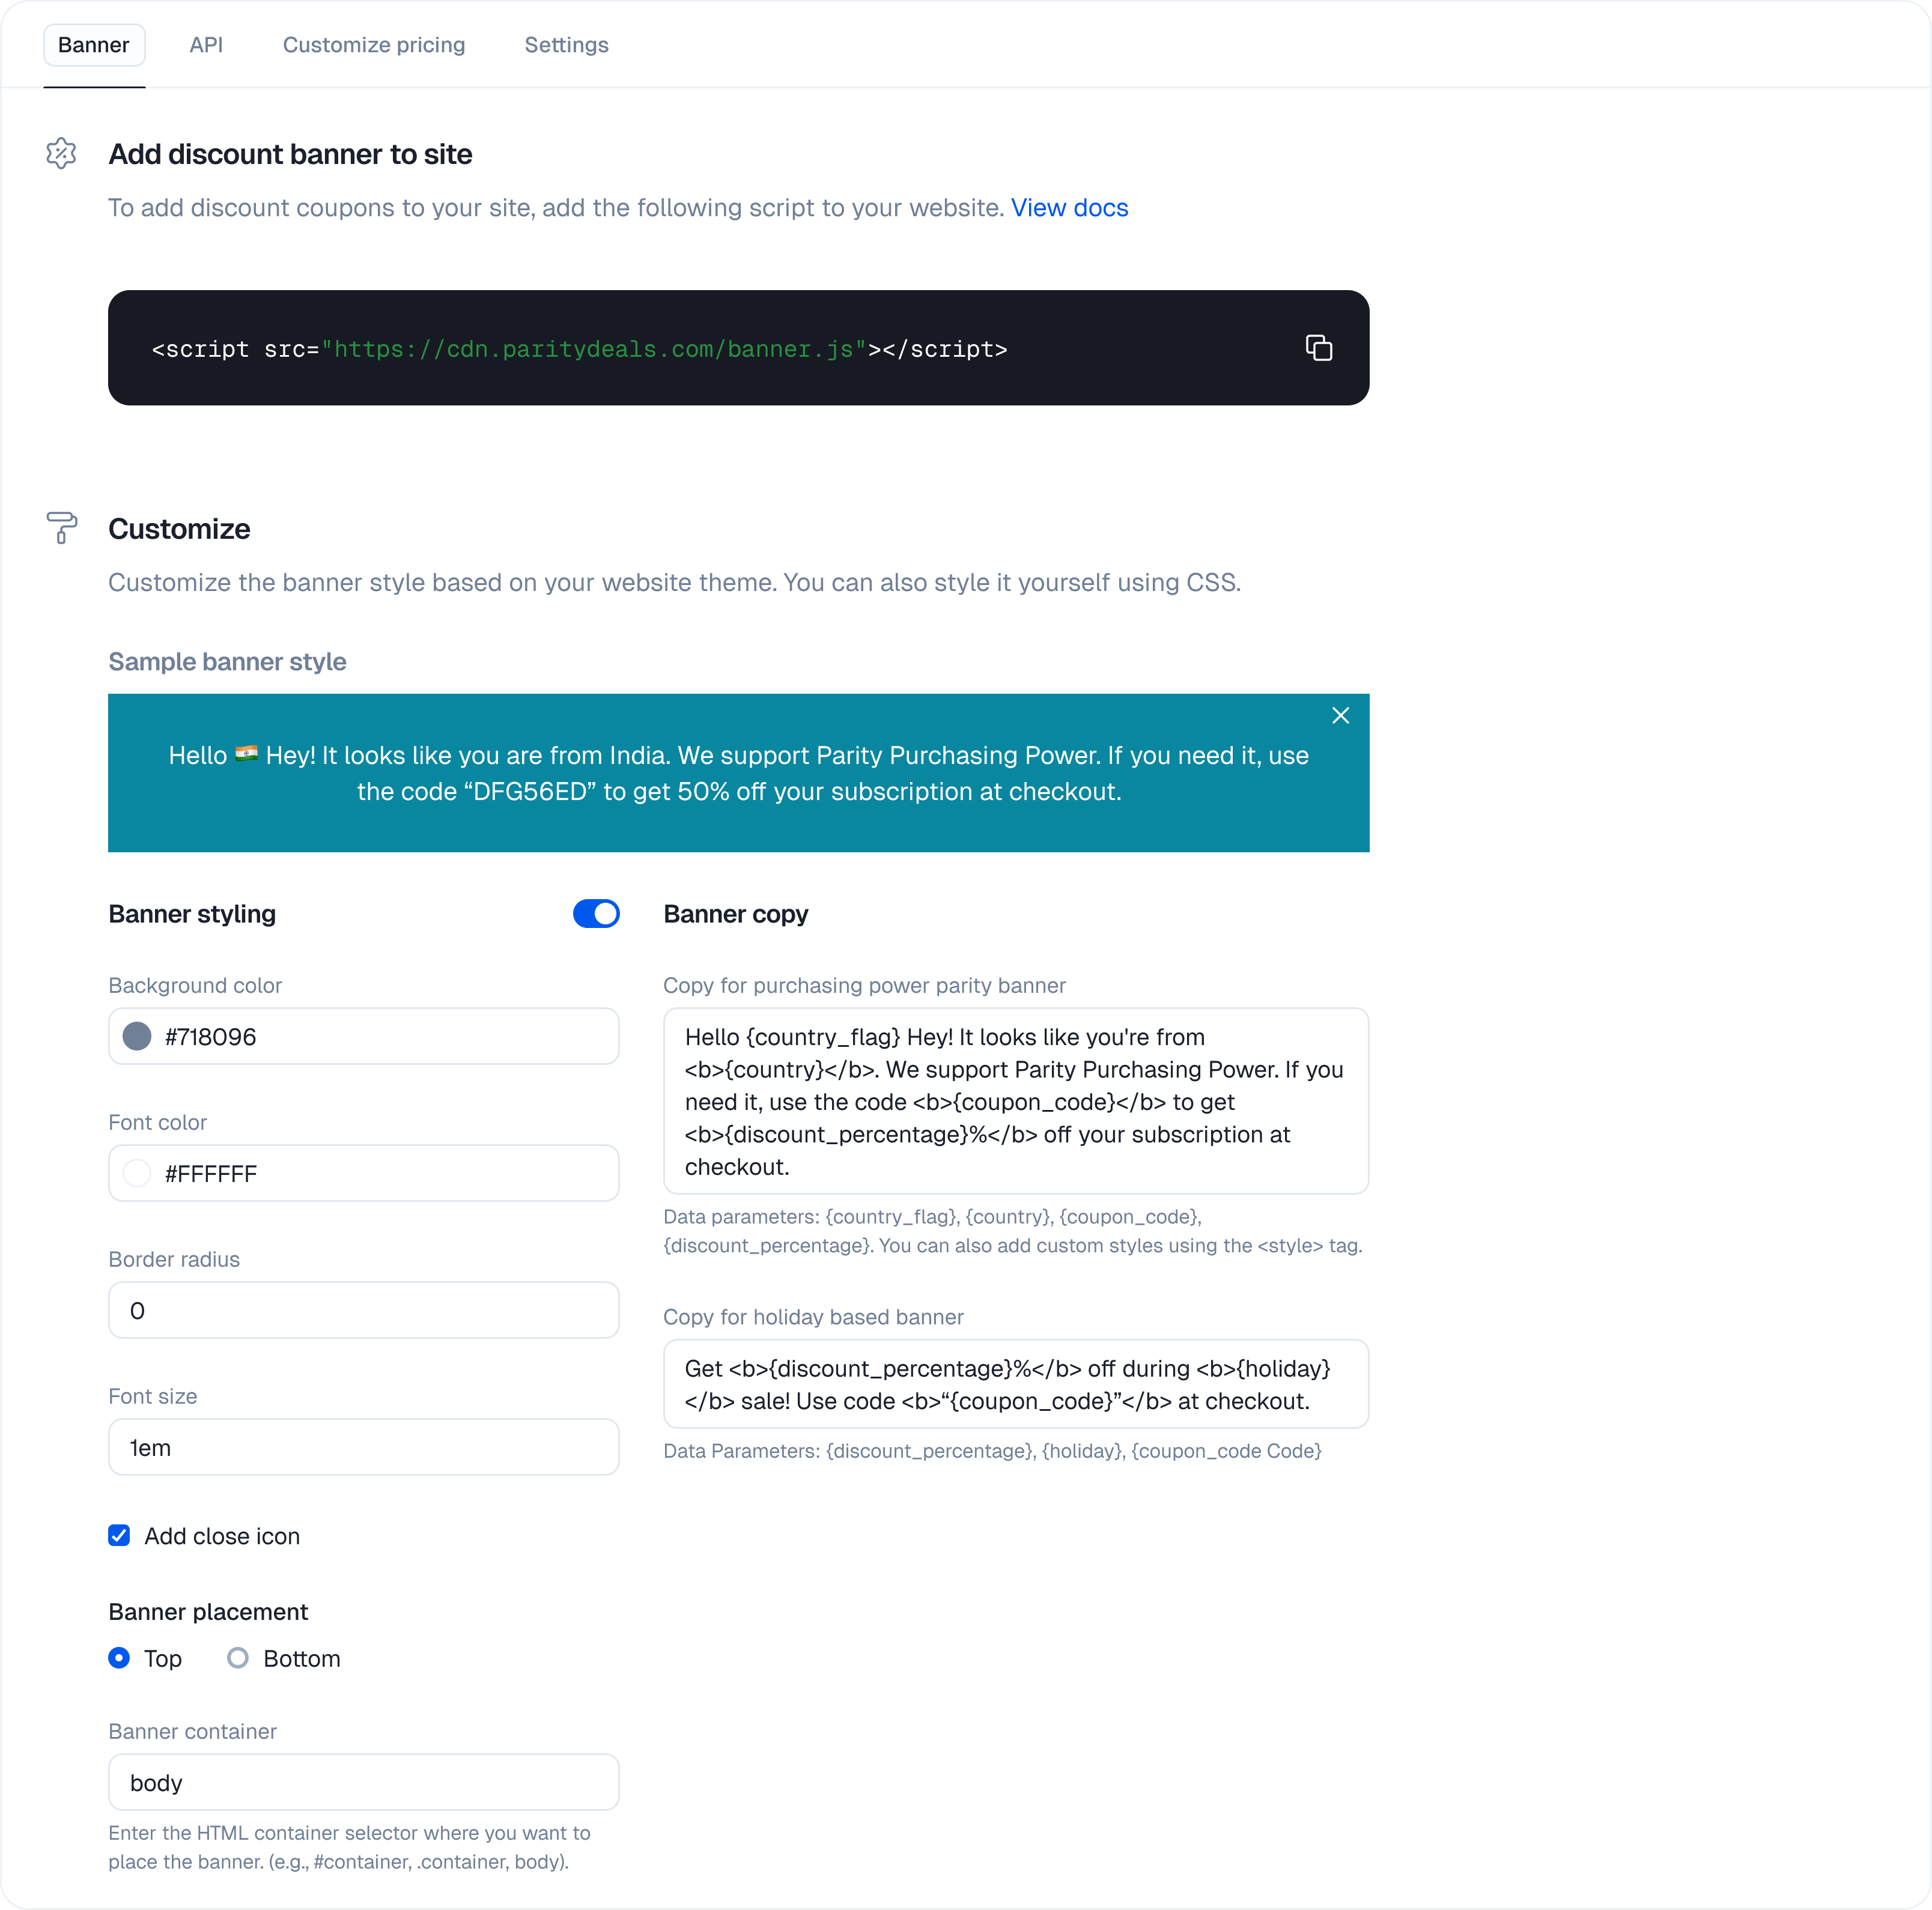 Banner API Customize pricing Settings
Add discount banner to site
To add discount coupons to your site, add the following script to your website. View docs
<script src="https://cdn.paritydeals.com/banner.js"></script>
Customize
Customize the banner style based on your website theme. You can also style it yourself using CSS.
Sample banner style
Hello 🇮🇳 Hey! It looks like you are from India. We support Parity Purchasing Power. If you need it, use
the code “DFG56ED” to get 50% off your subscription at checkout.
Banner styling
Background color
#718096
Font color
#FFFFFF
Border radius
0
Font size
1em
Add close icon
Banner placement
Top Bottom
Banner container
body
Enter the HTML container selector where you want to
place the banner. (e.g., #container, .container, body).
Banner copy
Copy for purchasing power parity banner
Hello {country_flag} Hey! It looks like you're from
<b>{country}</b>. We support Parity Purchasing Power. If you
need it, use the code <b>{coupon_code}</b> to get
<b>{discount_percentage}%</b> off your subscription at
checkout.
Data parameters: {country_flag}, {country}, {coupon_code},
{discount_percentage}. You can also add custom styles using the <style> tag.
Copy for holiday based banner
Get <b>{discount_percentage}%</b> off during <b>{holiday}
</b> sale! Use code <b>“{coupon_code}”</b> at checkout.
Data Parameters: {discount_percentage}, {holiday}, {coupon_code Code}